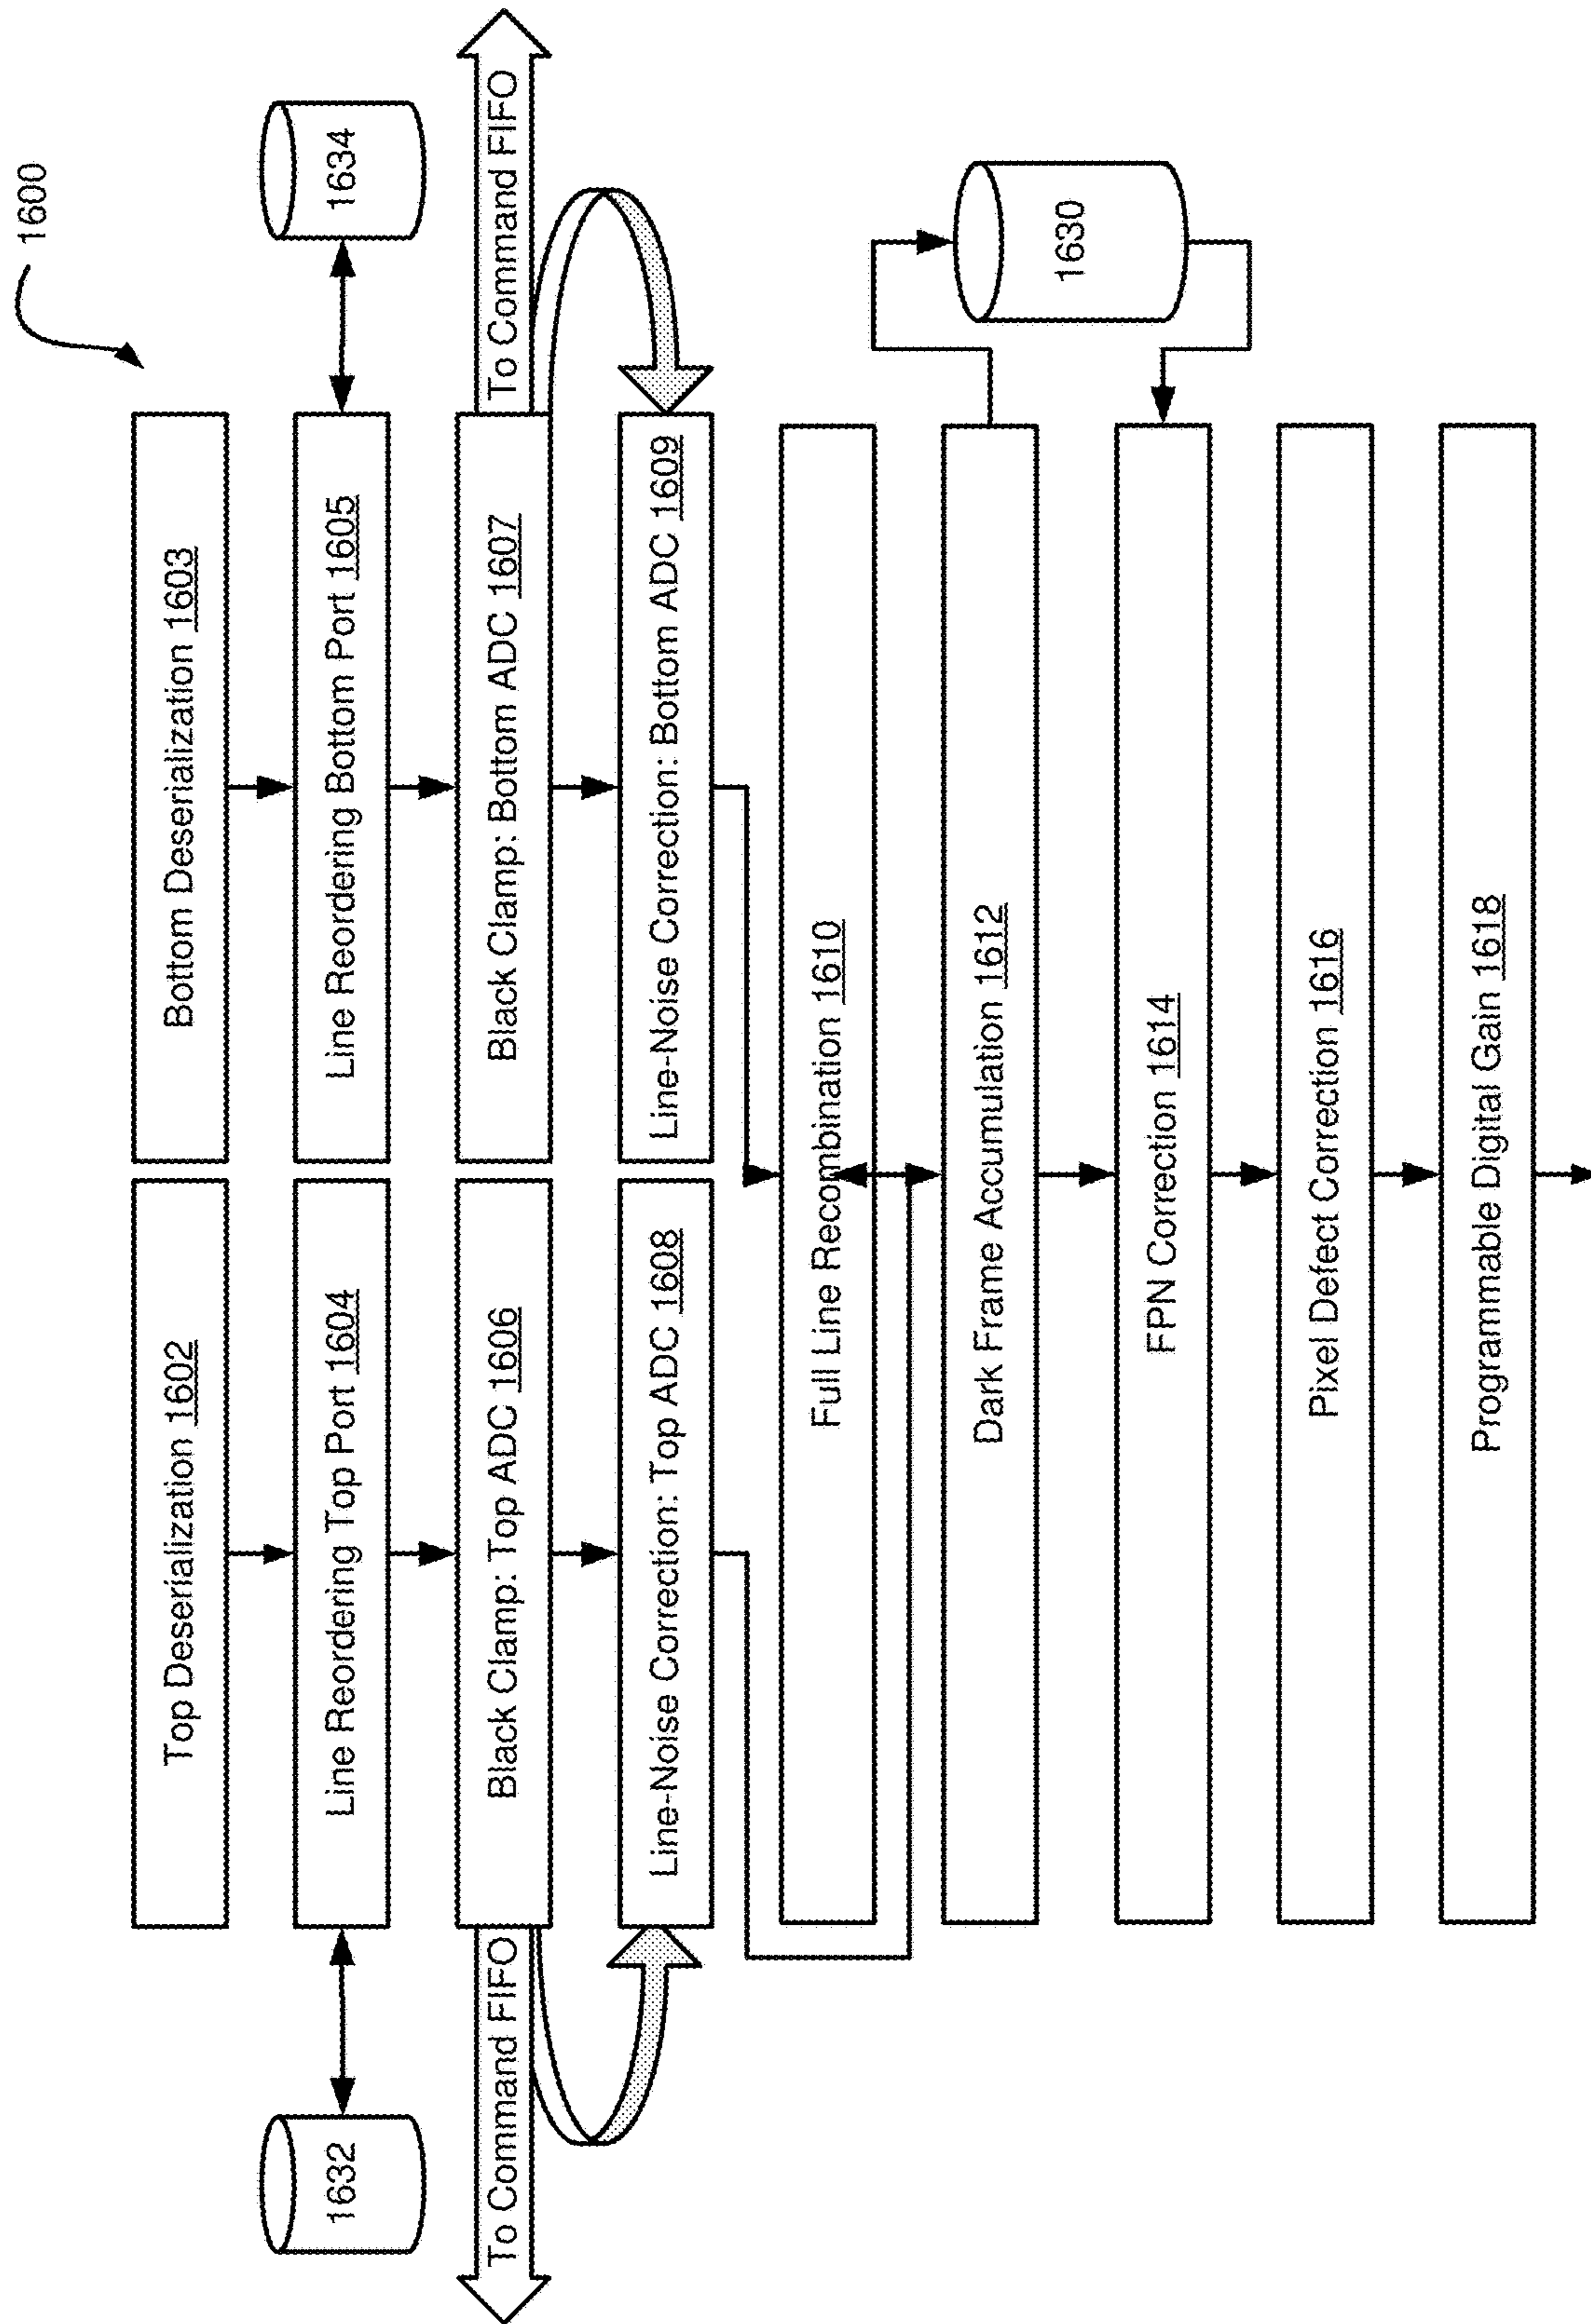 1600
Top Deserialization 1602
Bottom Deserialization 1603
1632
Line Reordering Top Port 1604
Line Reordering Bottom Port 1605
1634
To Command FIFO
Black Clamp: Top ADC 1606
Black Clamp: Bottom ADC 1607
To Command FIFO
Line-Noise Correction: Top ADC 1608
Line-Noise Correction: Bottom ADC 1609
Full Line Recombination 1610
Dark Frame Accumulation 1612
1630
FPN Correction 1614
Pixel Defect Correction 1616
Programmable Digital Gain 1618